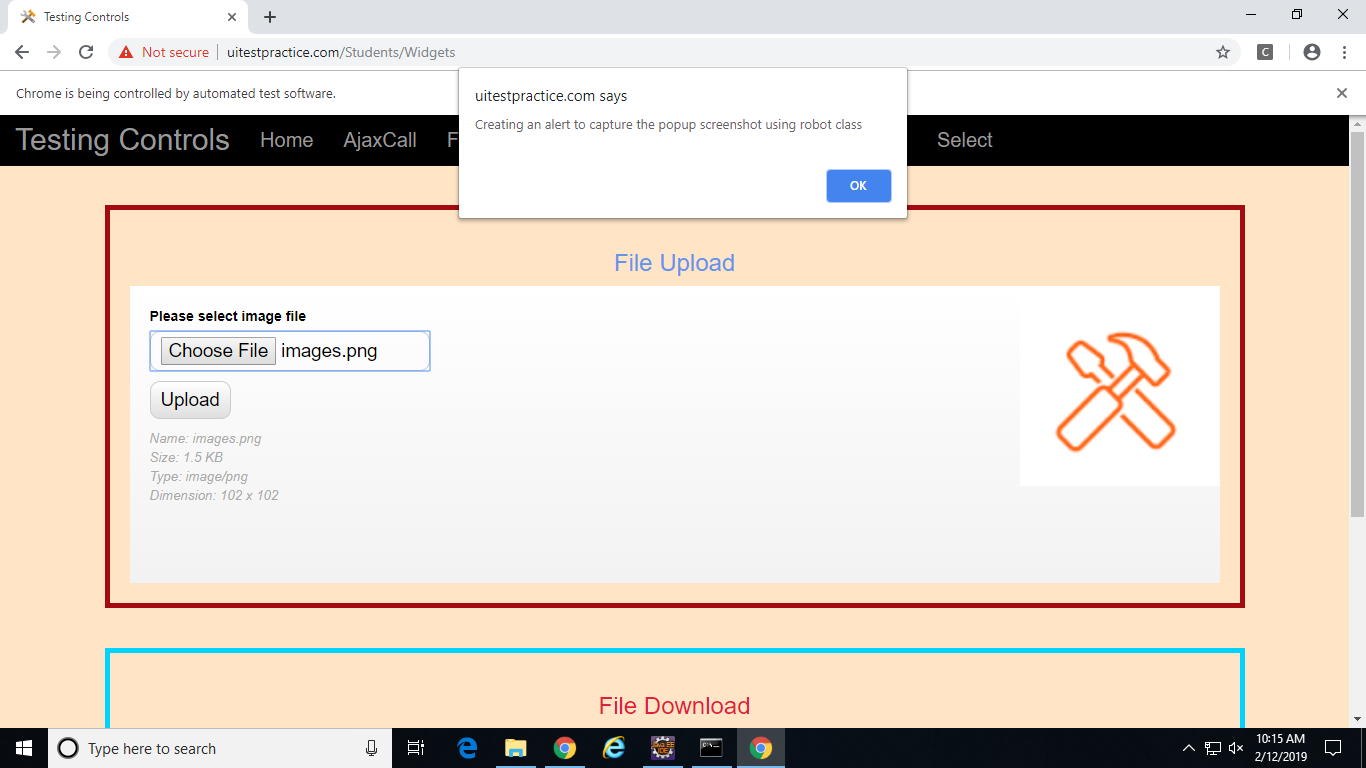 Testing Controls
Not secure
uitestpractice.com/Students/Widgets
C
Chrome is being controlled by automated test software.
uitestpractice.com says
Creating an alert to capture the popup screenshot using robot class
OK
Testing Controls Home AjaxCall F Select
File Upload
Please select image file
Choose File images.png
Upload
Name: images.png
Size: 1.5 KB
Type: image/png
Dimension: 102 x 102
File Download
Type here to search
10:15 AM
2/12/2019